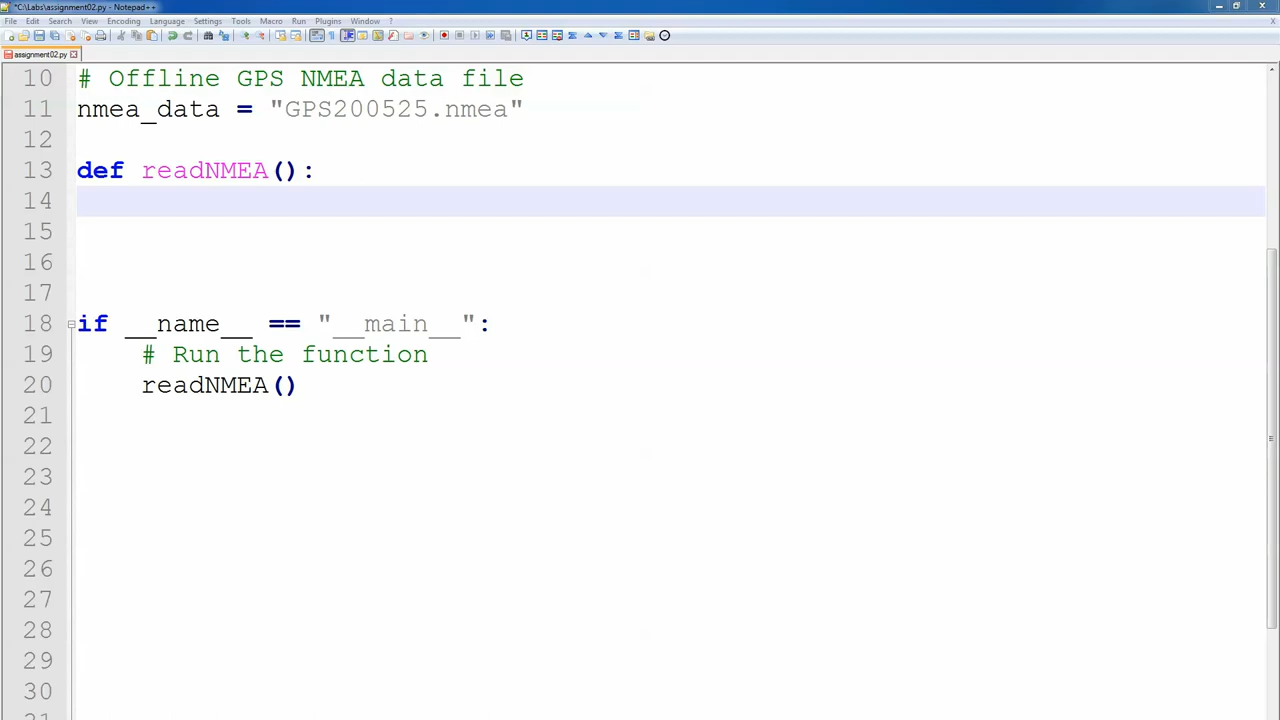 *C:\Labs\assignment02.py - Notepad++
File Edit Search View Encoding Language Settings Tools Macro Run Plugins Window ?
X
assignment02.py
10 # Offline GPS NMEA data file
11 nmea_data = "GPS200525.nmea"
12
13 def readNMEA():
14
15
16
17
18 if __name__ == "__main__":
19 # Run the function
20 readNMEA()
21
22
23
24
25
26
27
28
29
30